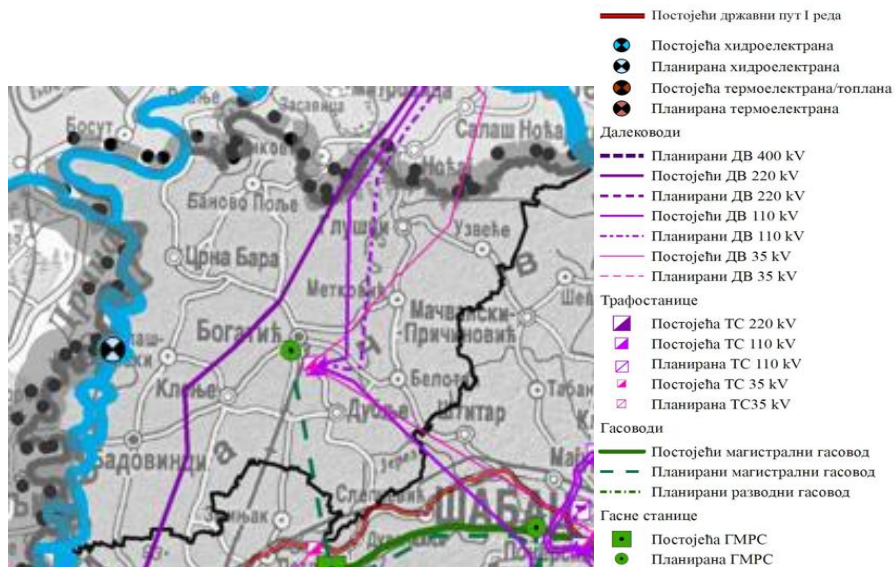 Постојећи државни пут I реда
Постојећа хидроелектрана
Планирана хидроелектрана
Постојећа термоелектрана/топлана
Планирана термоелектрана
Далеководи
Планирани ДВ 400 kV
Постојећи ДВ 220 kV
Планирани ДВ 220 kV
Постојећи ДВ 110 kV
Планирани ДВ 110 kV
Постојећи ДВ 35 kV
Планирани ДВ 35 kV
Трафостанице
Постојећа ТС 220 kV
Постојећа ТС 110 kV
Планирана ТС 110 kV
Постојећа ТС 35 kV
Планирана ТС35 kV
Гасоводи
Постојећи магистрални гасовод
Планирани магистрални гасовод
Планирани разводни гасовод
Гасне станице
Постојећа ГМРС
Планирана ГМРС
Засавица
Босут
Салаш Ноћа
Баново Поље
Узвеће
Црна Бара
Метковић
Мачвански-
Причиновић
Богатић
Клење
Дубље
Штитар
Бадовинци